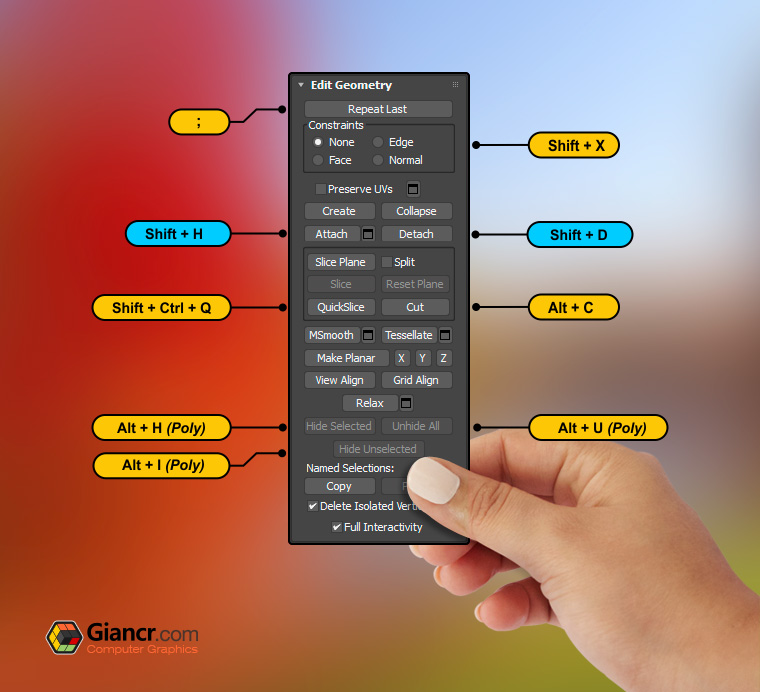 Edit Geometry
Repeat Last
;
Constraints
None Edge
Shift + X
Face Normal
Preserve UVs
Create Collapse
Shift + H
Attach Detach
Shift + D
Slice Plane Split
Slice Reset Plane
Shift + Ctrl + Q
QuickSlice Cut
Alt + C
MSmooth Tessellate
Make Planar X Y Z
View Align Grid Align
Relax
Alt + H (Poly)
Hide Selected Unhide All
Alt + U (Poly)
Hide Unselected
Alt + I (Poly)
Named Selections:
Copy
Delete Isolated
Full Interactivity
Giancr.com
Computer Graphics